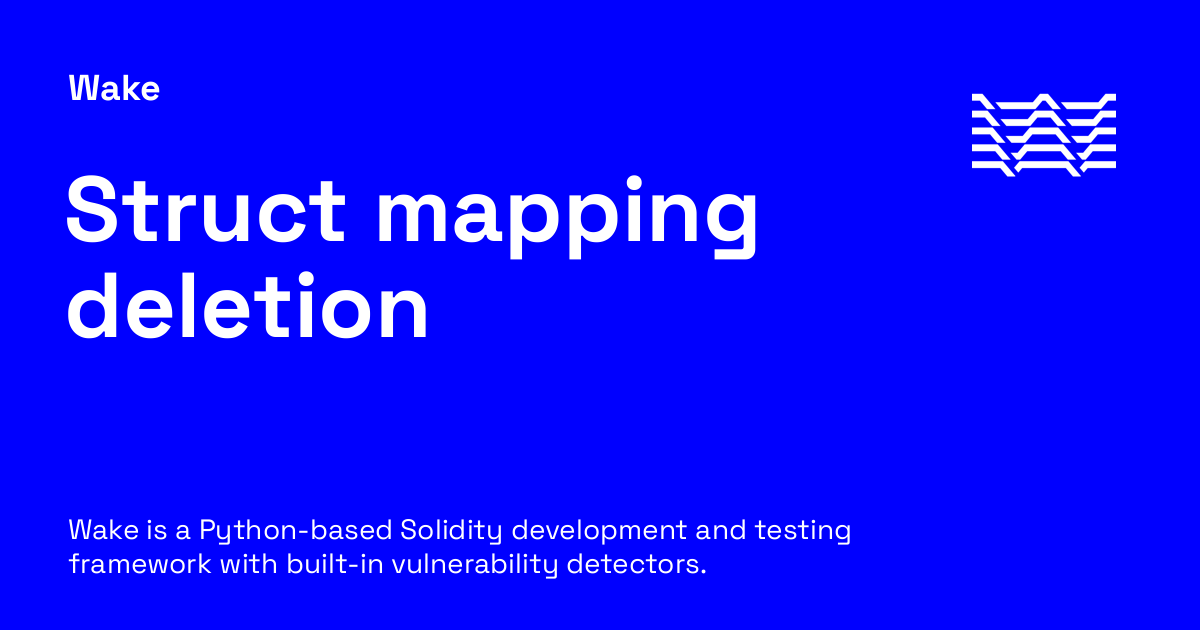 Wake
Struct mapping
deletion
Wake is a Python-based Solidity development and testing
framework with built-in vulnerability detectors.